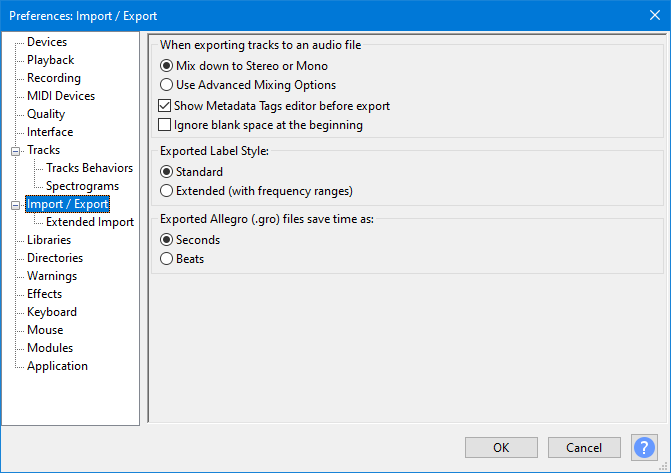 Preferences: Import / Export
Devices
Playback
Recording
MIDI Devices
Quality
Interface
Tracks
Tracks Behaviors
Spectrograms
Import / Export
Extended Import
Libraries
Directories
Warnings
Effects
Keyboard
Mouse
Modules
Application
When exporting tracks to an audio file
Mix down to Stereo or Mono
Use Advanced Mixing Options
Show Metadata Tags editor before export
Ignore blank space at the beginning
Exported Label Style:
Standard
Extended (with frequency ranges)
Exported Allegro (.gro) files save time as:
Seconds
Beats
OK
Cancel
?